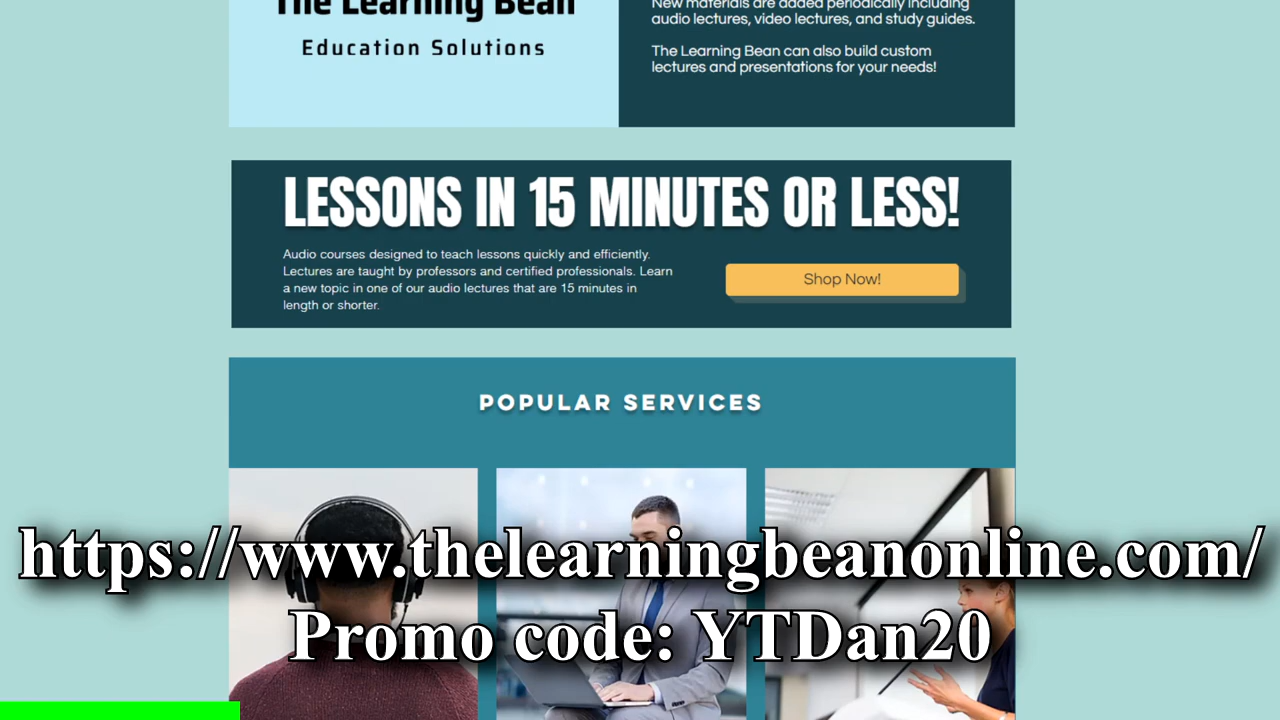 The Learning Bean
Education Solutions
New materials are added periodically including
audio lectures, video lectures, and study guides.
The Learning Bean can also build custom
lectures and presentations for your needs!
LESSONS IN 15 MINUTES OR LESS!
Audio courses designed to teach lessons quickly and efficiently.
Lectures are taught by professors and certified professionals. Learn
a new topic in one of our audio lectures that are 15 minutes in
length or shorter.
Shop Now!
POPULAR SERVICES
https://www.thelearningbeanonline.com/
Promo code: YTDan20